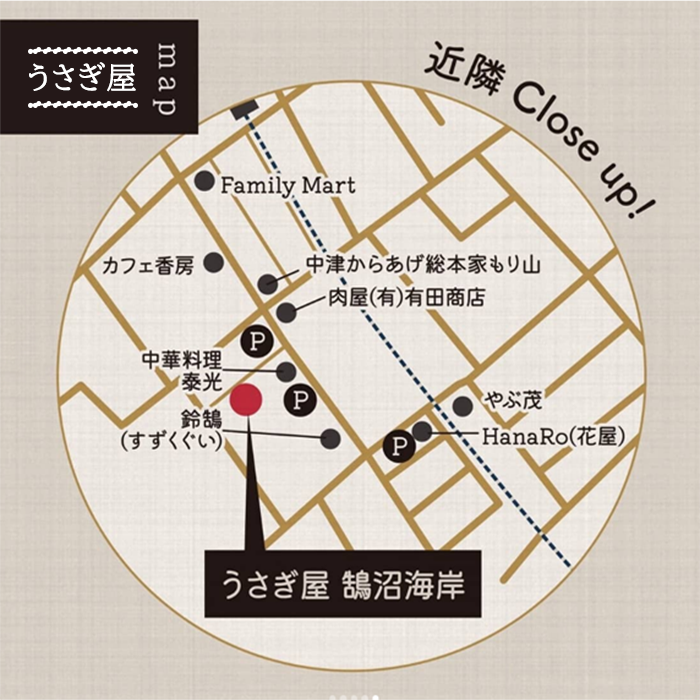 うさぎ屋
map
近隣 Close up!
Family Mart
カフェ香房
中津からあげ総本家もり山
肉屋(有)有田商店
P
中華料理
泰光
P
鈴鵠
(すずくぐい)
やぶ茂
P
HanaRo(花屋)
うさぎ屋 鵠沼海岸